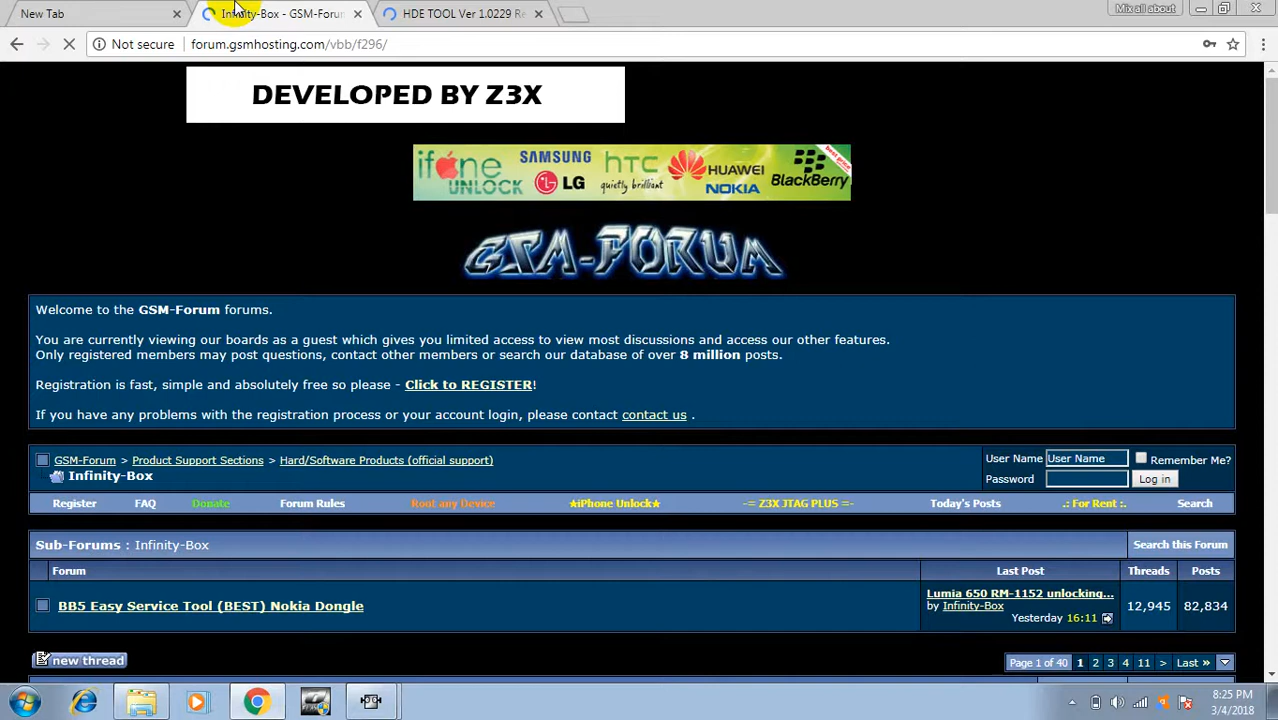 New Tab
Infinity-Box - GSM-Forum
HDE TOOL Ver 1.0229 Re
Mix all about
Not secure
forum.gsmhosting.com/vbb/f296/
DEVELOPED BY Z3X
ifone UNLOCK
SAMSUNG
LG
htc
quietly brilliant
HUAWEI
NOKIA
BlackBerry
best price
GSM-FORUM
Welcome to the GSM-Forum forums.
You are currently viewing our boards as a guest which gives you limited access to view most discussions and access our other features.
Only registered members may post questions, contact other members or search our database of over 8 million posts.
Registration is fast, simple and absolutely free so please - Click to REGISTER!
If you have any problems with the registration process or your account login, please contact contact us .
GSM-Forum > Product Support Sections > Hard/Software Products (official support)
Infinity-Box
User Name User Name Remember Me?
Password Log in
Register FAQ Donate Forum Rules Root any Device ★iPhone Unlock★ -= Z3X JTAG PLUS =- Today's Posts .: For Rent :. Search
Sub-Forums : Infinity-Box Search this Forum
Forum Last Post Threads Posts
BB5 Easy Service Tool (BEST) Nokia Dongle
Lumia 650 RM-1152 unlocking...
by Infinity-Box
Yesterday 16:11
12,945 82,834
new thread
Page 1 of 40 1 2 3 4 11 > Last »
8:25 PM
3/4/2018